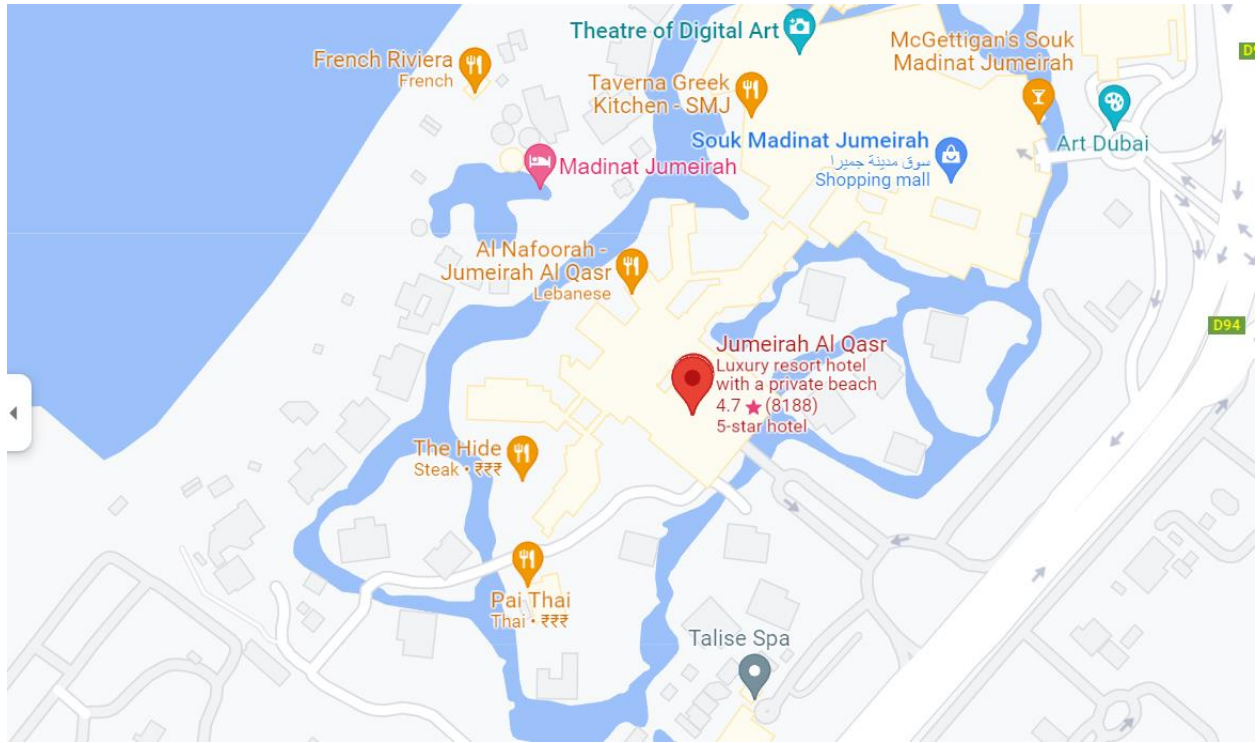 Theatre of Digital Art
French Riviera
French
McGettigan's Souk
Madinat Jumeirah
Taverna Greek
Kitchen - SMJ
Souk Madinat Jumeirah
سوق مدينة جميرا
Shopping mall
Art Dubai
Madinat Jumeirah
Al Nafoorah -
Jumeirah Al Qasr
Lebanese
D94
Jumeirah Al Qasr
Luxury resort hotel
with a private beach
4.7 ★ (8188)
5-star hotel
The Hide
Steak • ₹₹₹
Pai Thai
Thai • ₹₹₹
Talise Spa